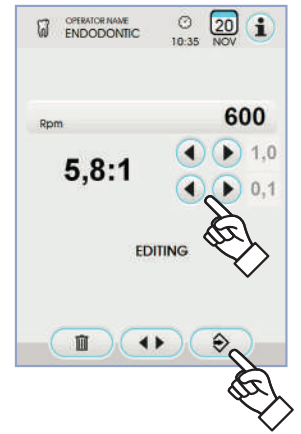 OPERATOR NAME
ENDODONTIC
10:35
20
NOV
i
Rpm 600
5,8:1
1,0
0,1
EDITING